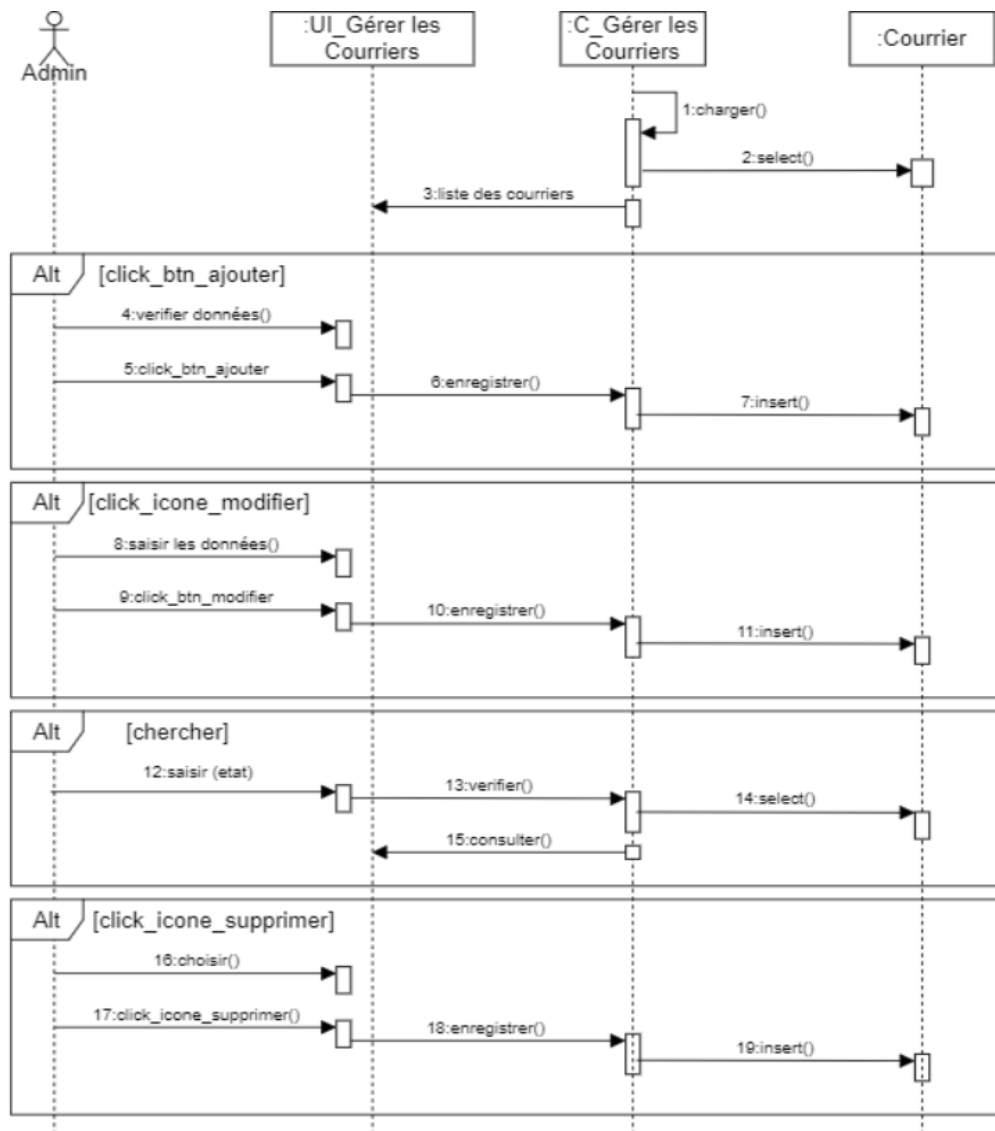 :UI_Gérer les
Courriers
:C_Gérer les
Courriers
:Courrier
Admin
1:charger()
2:select()
3:liste des courriers
Alt
[click_btn_ajouter]
4:verifier données()
5:click_btn_ajouter
6:enregistrer()
7:insert()
Alt
[click_icone_modifier]
8:saisir les données()
9:click_btn_modifier
10:enregistrer()
11:insert()
Alt
[chercher]
12:saisir (etat)
13:verifier()
14:select()
15:consulter()
Alt
[click_icone_supprimer]
16:choisir()
17:click_icone_supprimer()
18:enregistrer()
19:insert()